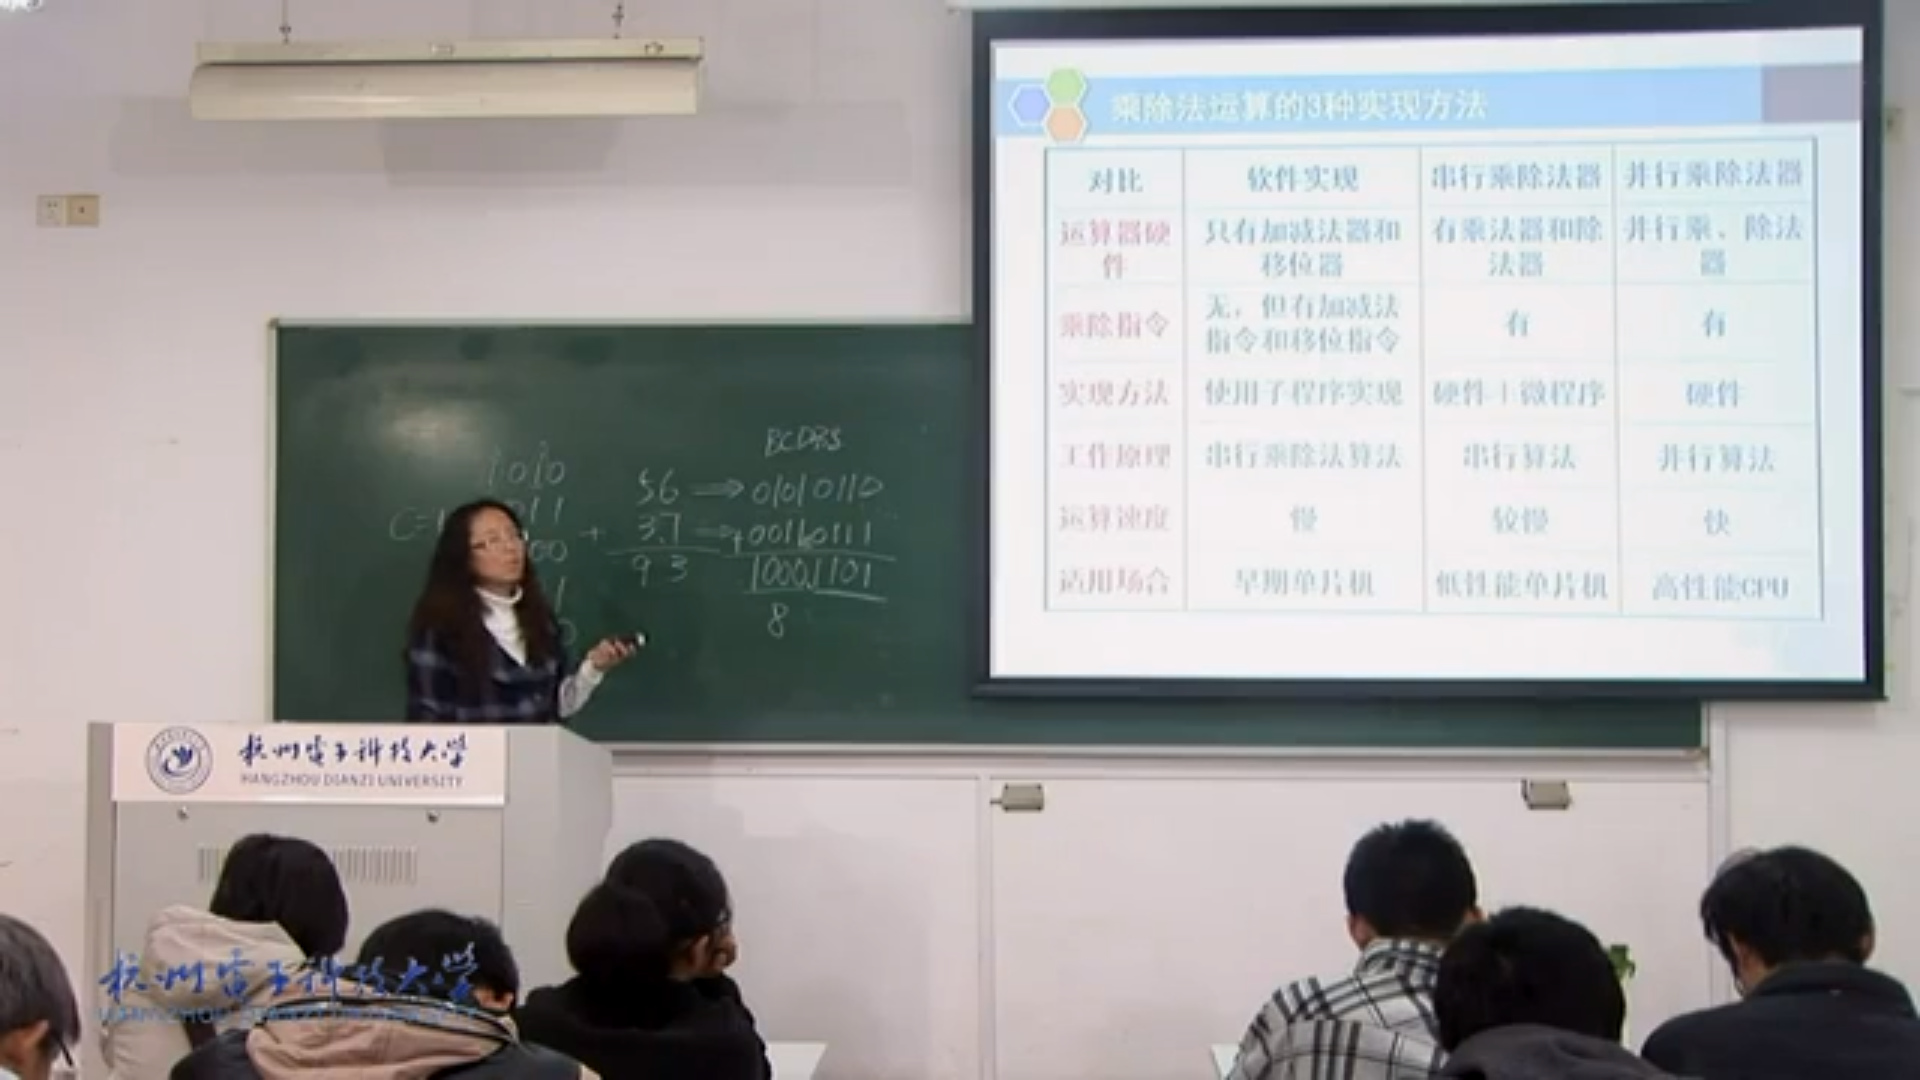 乘除法运算的3种实现方法
对比 软件实现 串行乘除法器 并行乘除法器
运算器硬件 只有加减法器和移位器 有乘法器和除法器 并行乘、除法器
乘除指令 无，但有加减法指令和移位指令 有 有
实现方法 使用子程序实现 硬件+微程序 硬件
工作原理 串行乘除法算法 串行算法 并行算法
运算速度 慢 较慢 快
适用场合 早期单片机 低性能单片机 高性能CPU
1010
C=
BCD码
56 ⇒ 01010110
+ 37 ⇒ +00110111
93 10001101
8
杭州电子科技大学
HANGZHOU DIANZI UNIVERSITY
杭州电子科技大学
HANGZHOU DIANZI UNIVERSITY